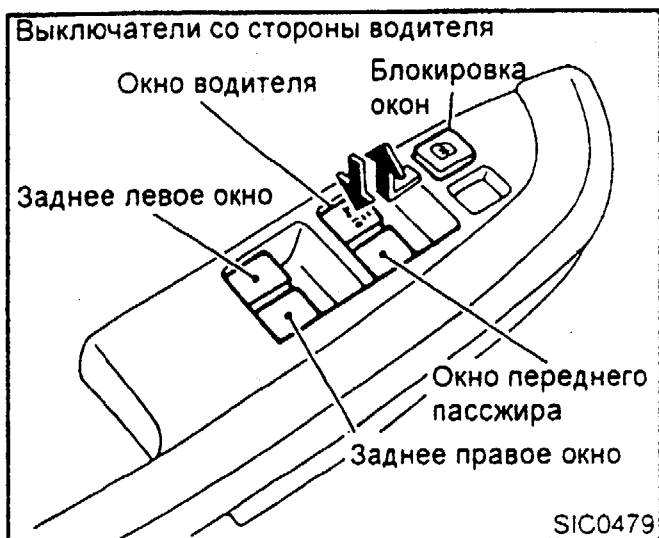 Выключатели со стороны водителя
Окно водителя
Блокировка
окон
Заднее левое окно
Окно переднего
пассжира
Заднее правое окно
SIC0479